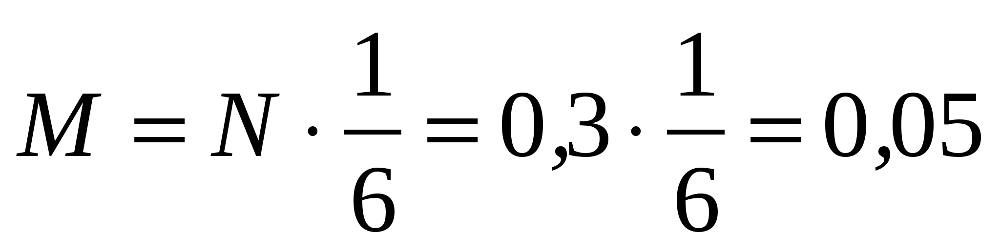 M = N · 1/6 = 0,3 · 1/6 = 0,05